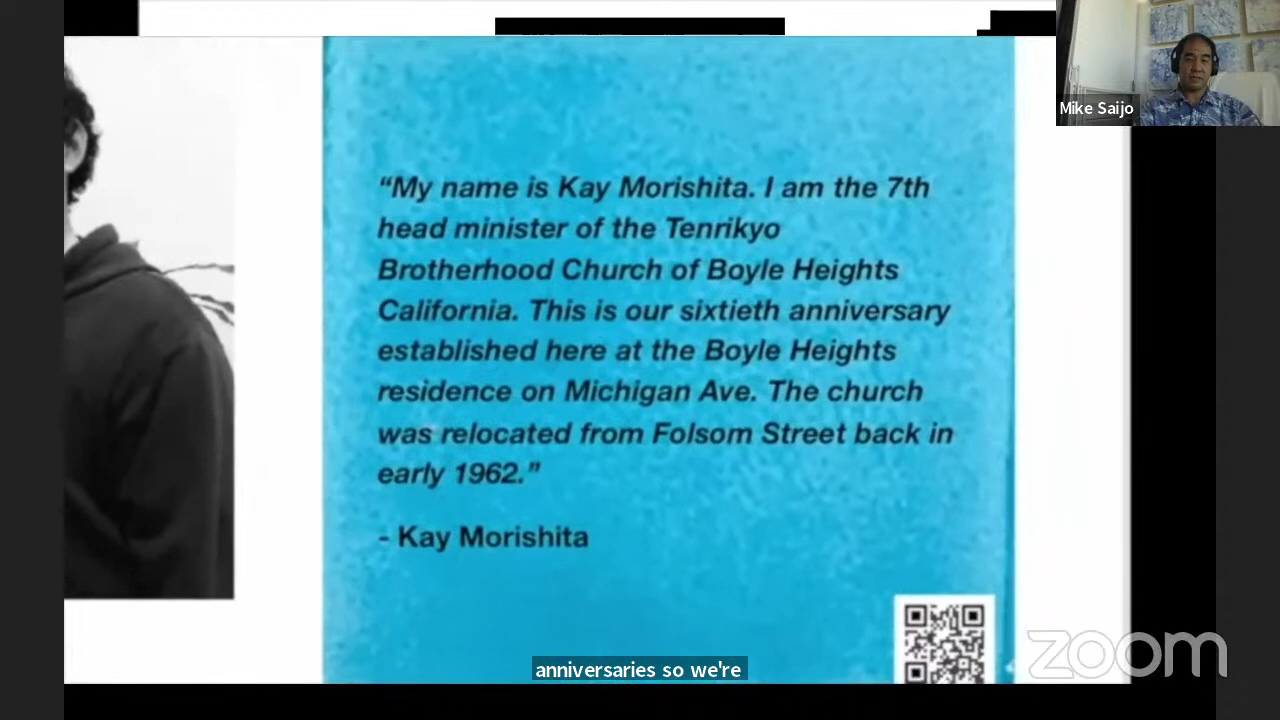 Mike Saijo
“My name is Kay Morishita. I am the 7th
head minister of the Tenrikyo
Brotherhood Church of Boyle Heights
California. This is our sixtieth anniversary
established here at the Boyle Heights
residence on Michigan Ave. The church
was relocated from Folsom Street back in
early 1962.”
- Kay Morishita
zoom
anniversaries so we're